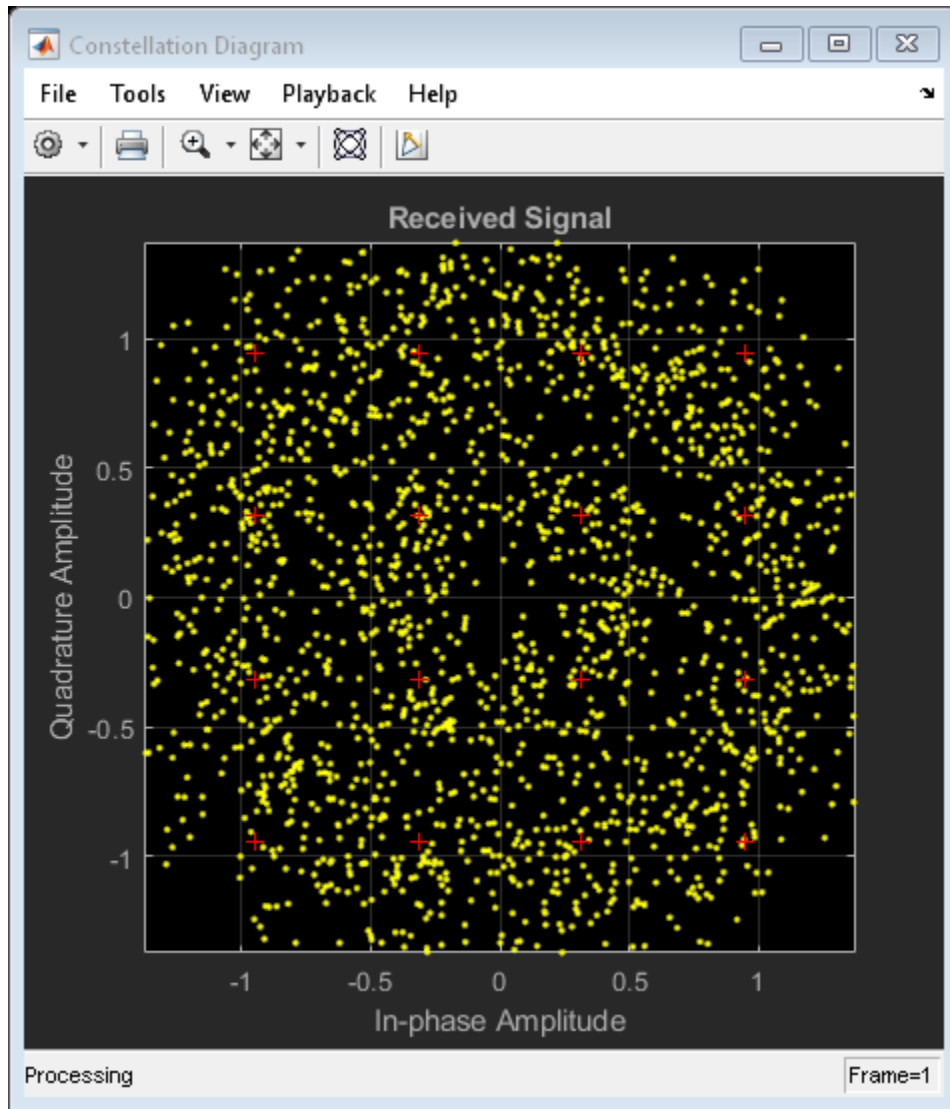 Constellation Diagram
File Tools View Playback Help
Received Signal
1
0.5
0
-0.5
-1
Quadrature Amplitude
-1 -0.5 0 0.5 1
In-phase Amplitude
Processing Frame=1